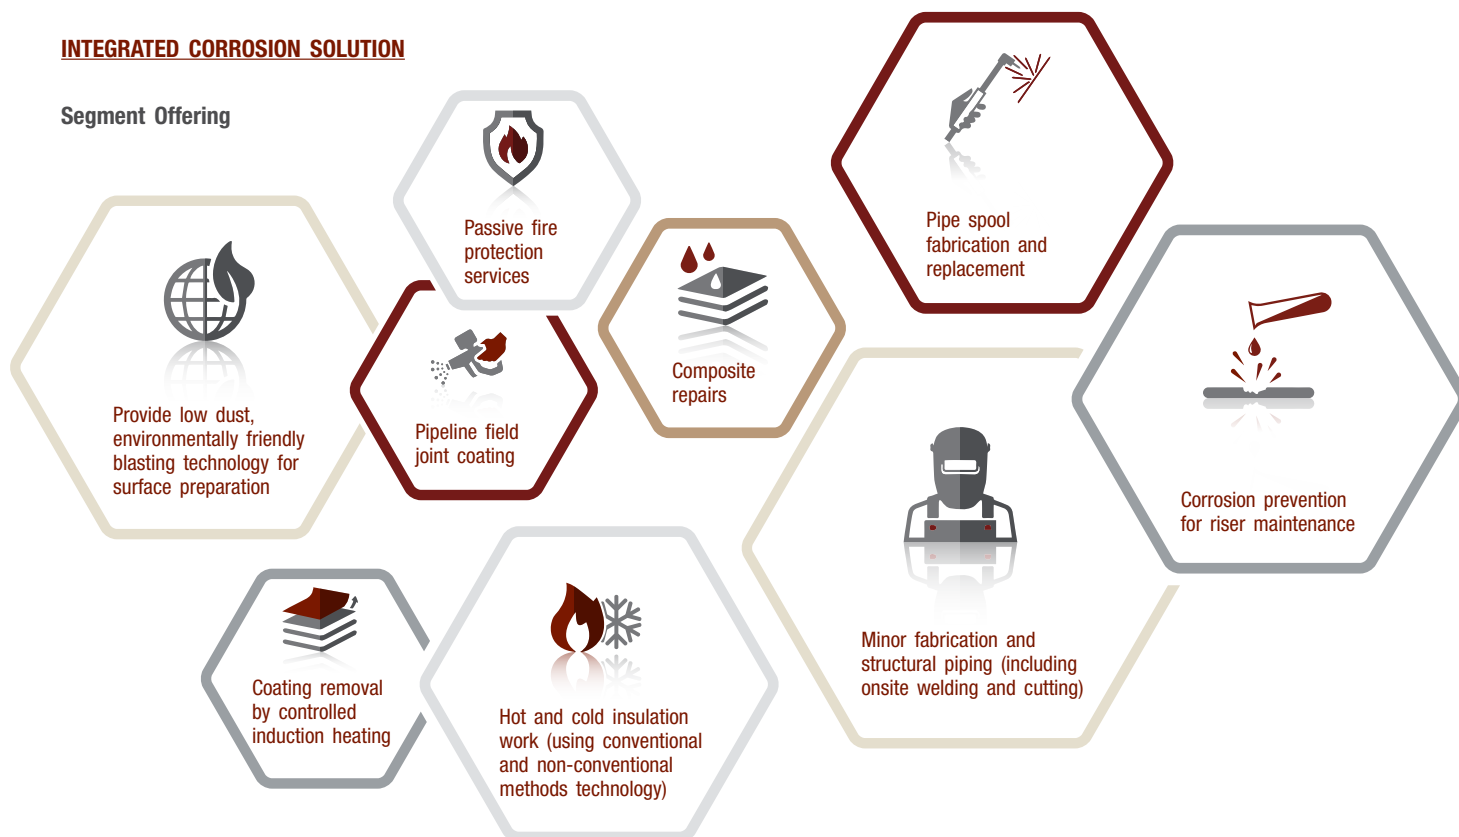 INTEGRATED CORROSION SOLUTION
Segment Offering
Passive fire
protection
services
Pipe spool
fabrication and
replacement
Provide low dust,
environmentally friendly
blasting technology for
surface preparation
Pipeline field
joint coating
Composite
repairs
Corrosion prevention
for riser maintenance
Coating removal
by controlled
induction heating
Hot and cold insulation
work (using conventional
and non-conventional
methods technology)
Minor fabrication and
structural piping (including
onsite welding and cutting)